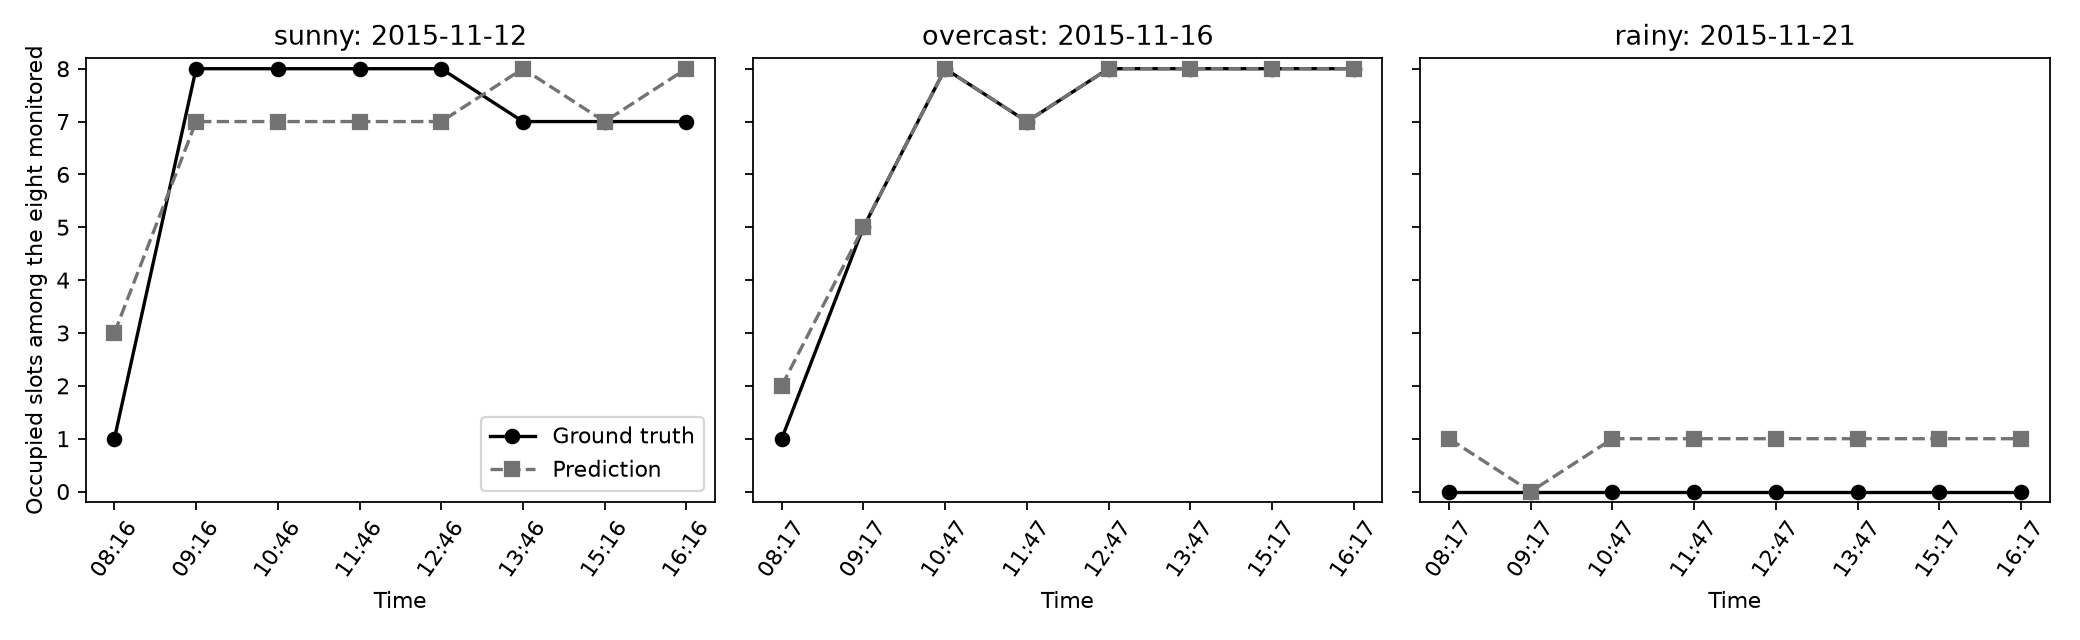 sunny: 2015-11-12
Occupied slots among the eight monitored
8
7
6
5
4
3
2
1
0
Ground truth
Prediction
08:16 09:16 10:46 11:46 12:46 13:46 15:16 16:16
Time
overcast: 2015-11-16
08:17 09:17 10:47 11:47 12:47 13:47 15:17 16:17
Time
rainy: 2015-11-21
08:17 09:17 10:47 11:47 12:47 13:47 15:17 16:17
Time